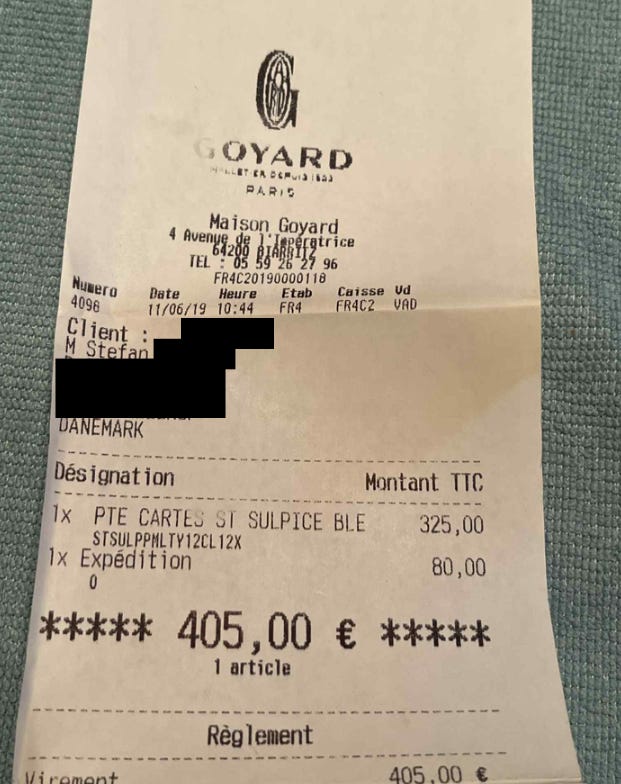 GOYARD
MALLETIER DEPUIS 1853
PARIS
Maison Goyard
4 Avenue de l'Impératrice
64200 BIARRITZ
TEL : 05 59 26 27 96
FR4C20190000118
Numero Date Heure Etab Caisse Vd
4096 11/06/19 10:44 FR4 FR4C2 VAD
Client :
M Stefan
DANEMARK
Désignation Montant TTC
1x PTE CARTES ST SULPICE BLE 325,00
STSULPPMLTY12CL12X
1x Expédition 80,00
0
***** 405,00 € *****
1 article
Règlement
Virement 405,00 €